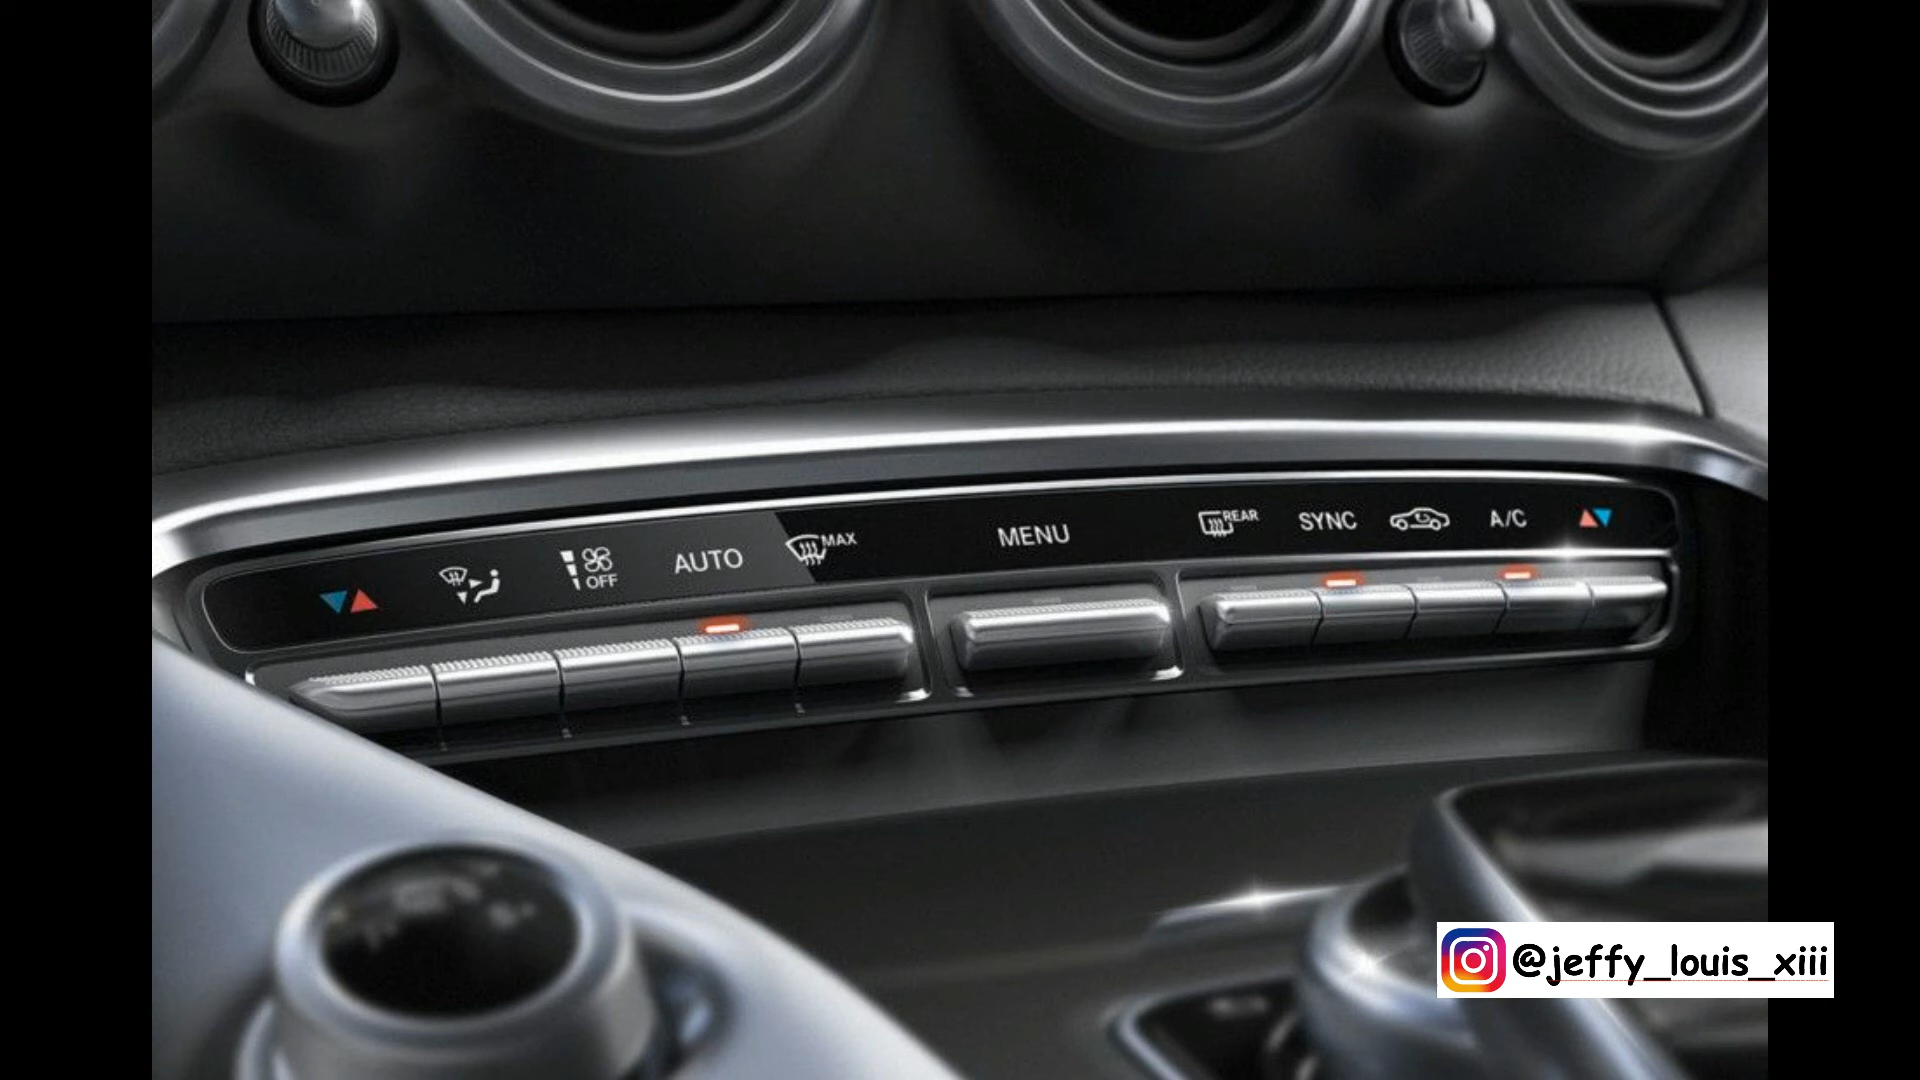 OFF
AUTO
MAX
MENU
REAR
SYNC
A/C
@jeffy_louis_xiii